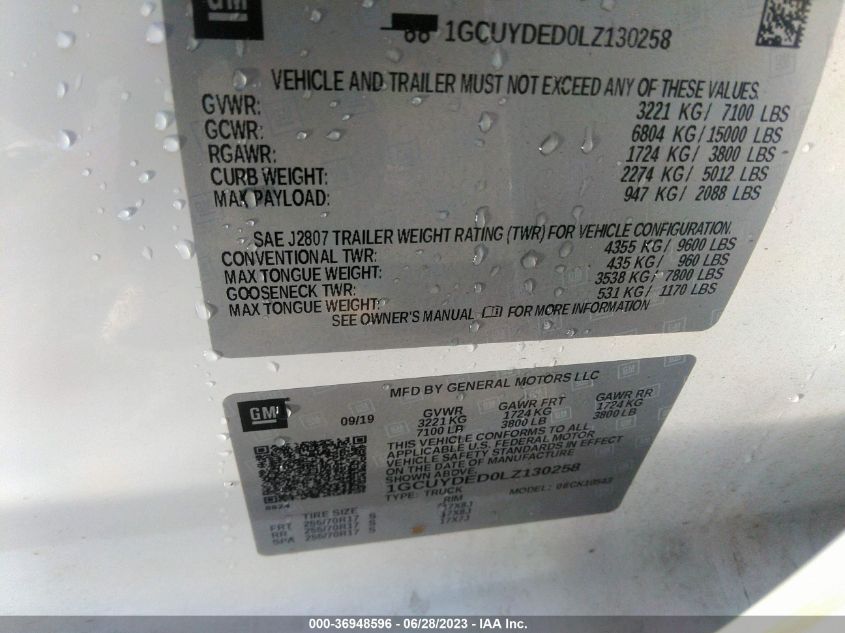 GM
1GCUYDED0LZ130258
VEHICLE AND TRAILER MUST NOT EXCEED ANY OF THESE VALUES.
GVWR: 3221 KG/ 7100 LBS
GCWR: 6804 KG/15000 LBS
RGAWR: 1724 KG/ 3800 LBS
CURB WEIGHT: 2274 KG/ 5012 LBS
MAX PAYLOAD: 947 KG/ 2088 LBS
SAE J2807 TRAILER WEIGHT RATING (TWR) FOR VEHICLE CONFIGURATION.
CONVENTIONAL TWR: 4355 KG/ 9600 LBS
MAX TONGUE WEIGHT: 435 KG/ 960 LBS
GOOSENECK TWR: 3538 KG/ 7800 LBS
MAX TONGUE WEIGHT: 531 KG/ 1170 LBS
SEE OWNER'S MANUAL FOR MORE INFORMATION
MFD BY GENERAL MOTORS LLC
GM 09/19
GVWR GAWR FRT GAWR RR
3221 KG 1724 KG 1724 KG
7100 LB 3800 LB 3800 LB
THIS VEHICLE CONFORMS TO ALL
APPLICABLE U.S. FEDERAL MOTOR
VEHICLE SAFETY STANDARDS IN EFFECT
ON THE DATE OF MANUFACTURE
SHOWN ABOVE.
1GCUYDED0LZ130258
TYPE: TRUCK MODEL:
TIRE SIZE RIM
FRT 255/70R17 S
RR 255/70R17 S 17X8J
SPA 255/70R17 S 17X7J
000-36948596 / 06/28/2023 / IAA Inc.